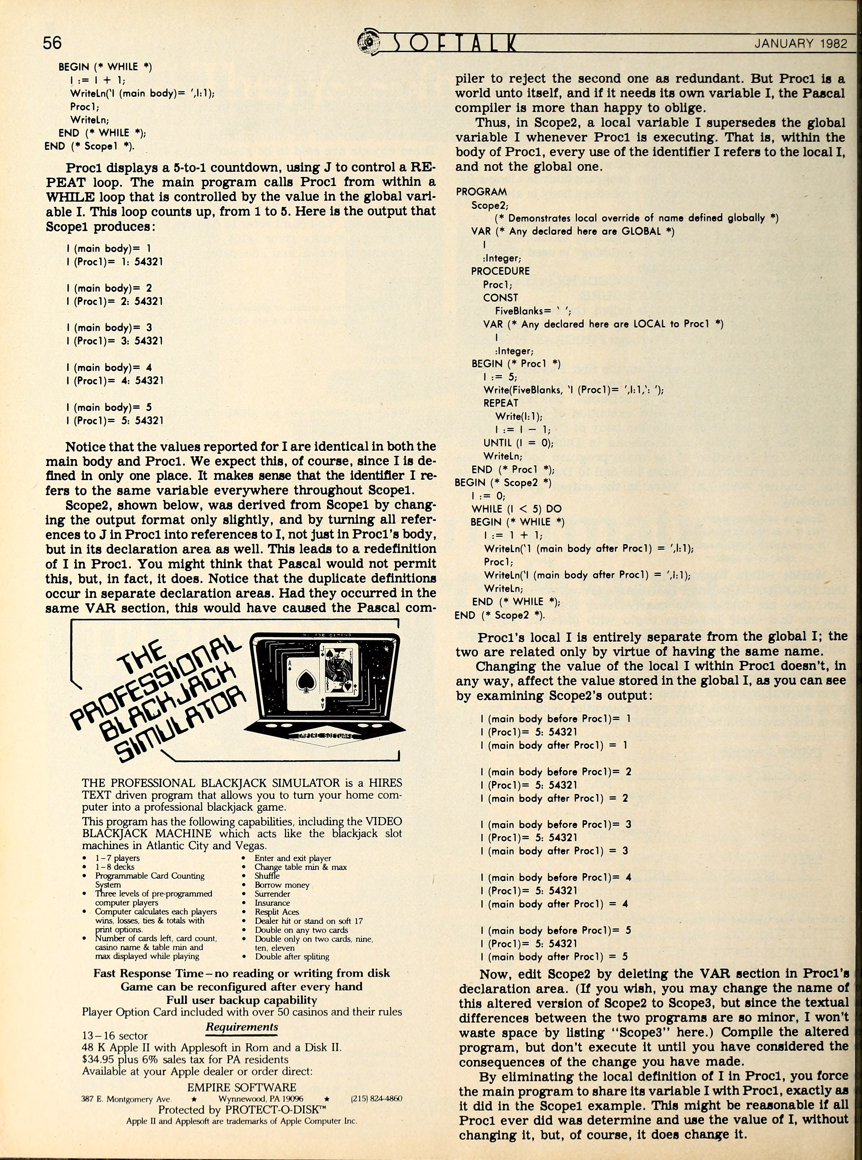 56
SOFTALK
JANUARY 1982
BEGIN (* WHILE *)
I := I + 1;
WriteLn('I (main body)= ',I:1);
Proc1;
WriteLn;
END (* WHILE *);
END (* Scope1 *).
Proc1 displays a 5-to-1 countdown, using J to control a RE-
PEAT loop. The main program calls Proc1 from within a
WHILE loop that is controlled by the value in the global vari-
able I. This loop counts up, from 1 to 5. Here is the output that
Scope1 produces:
I (main body)= 1
I (Proc1)= 1: 54321
I (main body)= 2
I (Proc1)= 2: 54321
I (main body)= 3
I (Proc1)= 3: 54321
I (main body)= 4
I (Proc1)= 4: 54321
I (main body)= 5
I (Proc1)= 5: 54321
Notice that the values reported for I are identical in both the
main body and Proc1. We expect this, of course, since I is de-
fined in only one place. It makes sense that the identifier I re-
fers to the same variable everywhere throughout Scope1.
Scope2, shown below, was derived from Scope1 by chang-
ing the output format only slightly, and by turning all refer-
ences to J in Proc1 into references to I, not just in Proc1's body,
but in its declaration area as well. This leads to a redefinition
of I in Proc1. You might think that Pascal would not permit
this, but, in fact, it does. Notice that the duplicate definitions
occur in separate declaration areas. Had they occurred in the
same VAR section, this would have caused the Pascal com-
THE
PROFESSIONAL
BLACKJACK
SIMULATOR
EMPIRE SOFTWARE
THE PROFESSIONAL BLACKJACK SIMULATOR is a HIRES
TEXT driven program that allows you to turn your home com-
puter into a professional blackjack game.
This program has the following capabilities, including the VIDEO
BLACKJACK MACHINE which acts like the blackjack slot
machines in Atlantic City and Vegas.
• 1–7 players
• 1–8 decks
• Programmable Card Counting
System
• Three levels of pre-programmed
computer players
• Computer calculates each players
wins, losses, ties & totals with
print options.
• Number of cards left, card count,
casino name & table min and
max displayed while playing
• Enter and exit player
• Change table min & max
• Shuffle
• Borrow money
• Surrender
• Insurance
• Resplit Aces
• Dealer hit or stand on soft 17
• Double on any two cards
• Double only on two cards, nine,
ten, eleven
• Double after spliting
Fast Response Time—no reading or writing from disk
Game can be reconfigured after every hand
Full user backup capability
Player Option Card included with over 50 casinos and their rules
Requirements
13–16 sector
48 K Apple II with Applesoft in Rom and a Disk II.
$34.95 plus 6% sales tax for PA residents
Available at your Apple dealer or order direct:
EMPIRE SOFTWARE
387 E. Montgomery Ave. ★ Wynnewood, PA 19096 ★ (215) 824-4860
Protected by PROTECT-O-DISK™
Apple II and Applesoft are trademarks of Apple Computer Inc.
piler to reject the second one as redundant. But Proc1 is a
world unto itself, and if it needs its own variable I, the Pascal
compiler is more than happy to oblige.
Thus, in Scope2, a local variable I supersedes the global
variable I whenever Proc1 is executing. That is, within the
body of Proc1, every use of the identifier I refers to the local I,
and not the global one.
PROGRAM
Scope2;
(* Demonstrates local override of name defined globally *)
VAR (* Any declared here are GLOBAL *)
I
:Integer;
PROCEDURE
Proc1;
CONST
FiveBlanks= ' ';
VAR (* Any declared here are LOCAL to Proc1 *)
I
:Integer;
BEGIN (* Proc1 *)
I := 5;
Write(FiveBlanks, 'I (Proc1)= ',I:1,': ');
REPEAT
Write(I:1);
I := I – 1;
UNTIL (I = 0);
WriteLn;
END (* Proc1 *);
BEGIN (* Scope2 *)
I := 0;
WHILE (I < 5) DO
BEGIN (* WHILE *)
I := 1 + 1;
WriteLn('1 (main body after Proc1) = ',I:1);
Proc1;
WriteLn('I (main body after Proc1) = ',I:1);
WriteLn;
END (* WHILE *);
END (* Scope2 *).
Proc1's local I is entirely separate from the global I; the
two are related only by virtue of having the same name.
Changing the value of the local I within Proc1 doesn't, in
any way, affect the value stored in the global I, as you can see
by examining Scope2's output:
I (main body before Proc1)= 1
I (Proc1)= 5: 54321
I (main body after Proc1) = 1
I (main body before Proc1)= 2
I (Proc1)= 5: 54321
I (main body after Proc1) = 2
I (main body before Proc1)= 3
I (Proc1)= 5: 54321
I (main body after Proc1) = 3
I (main body before Proc1)= 4
I (Proc1)= 5: 54321
I (main body after Proc1) = 4
I (main body before Proc1)= 5
I (Proc1)= 5: 54321
I (main body after Proc1) = 5
Now, edit Scope2 by deleting the VAR section in Proc1's
declaration area. (If you wish, you may change the name of
this altered version of Scope2 to Scope3, but since the textual
differences between the two programs are so minor, I won't
waste space by listing "Scope3" here.) Compile the altered
program, but don't execute it until you have considered the
consequences of the change you have made.
By eliminating the local definition of I in Proc1, you force
the main program to share its variable I with Proc1, exactly as
it did in the Scope1 example. This might be reasonable if all
Proc1 ever did was determine and use the value of I, without
changing it, but, of course, it does change it.